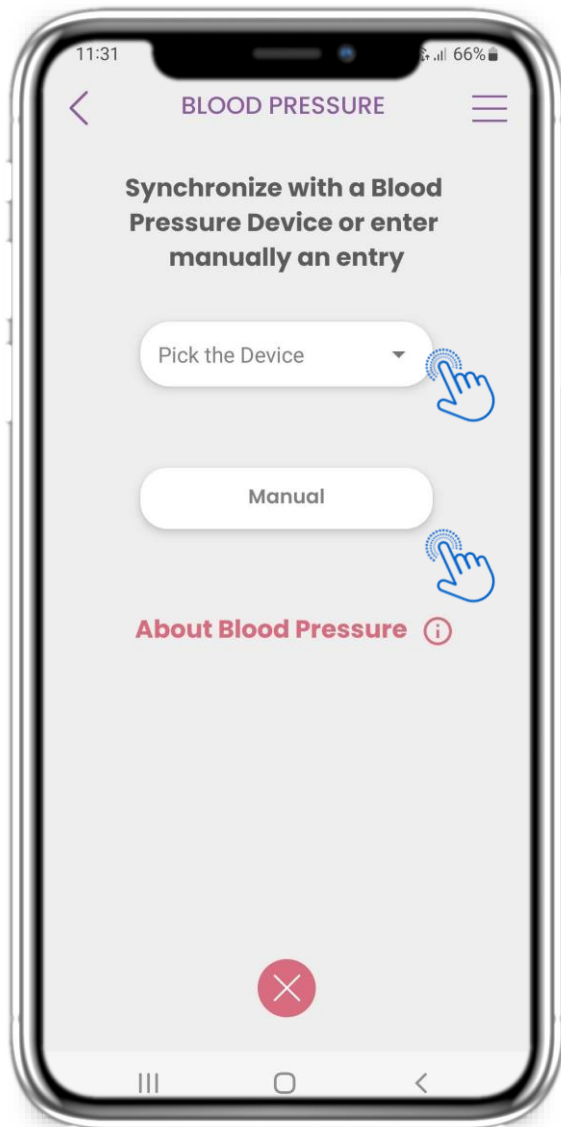 11:31
66%
BLOOD PRESSURE
Synchronize with a Blood
Pressure Device or enter
manually an entry
Pick the Device
Manual
About Blood Pressure